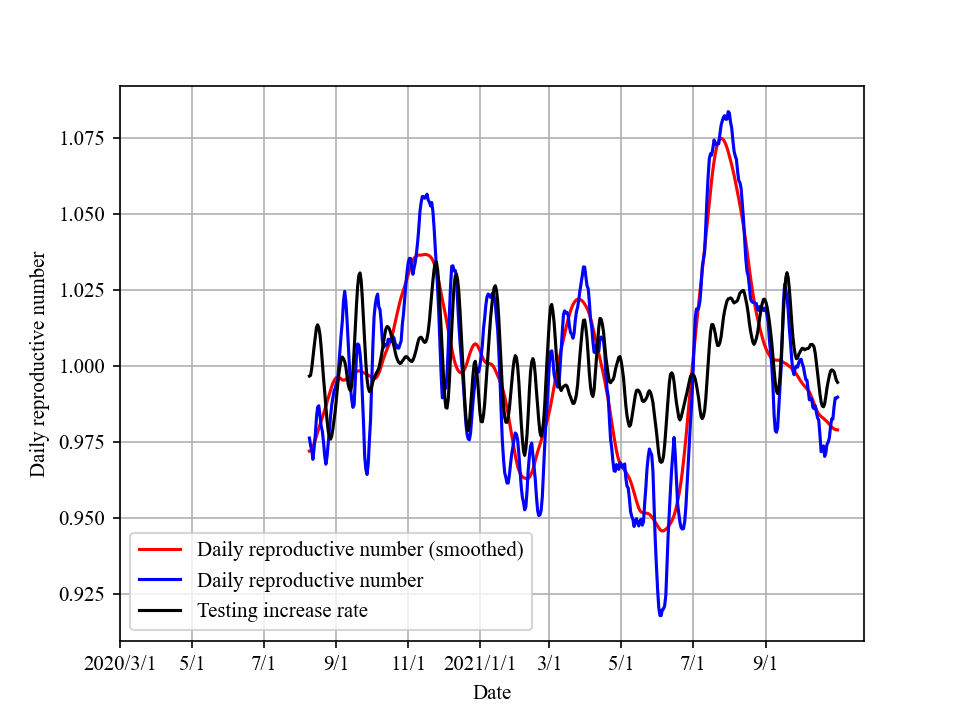 1.075
1.050
1.025
1.000
0.975
0.950
0.925
Daily reproductive number
Daily reproductive number (smoothed)
Daily reproductive number
Testing increase rate
2020/3/1 5/1 7/1 9/1 11/1 2021/1/1 3/1 5/1 7/1 9/1
Date